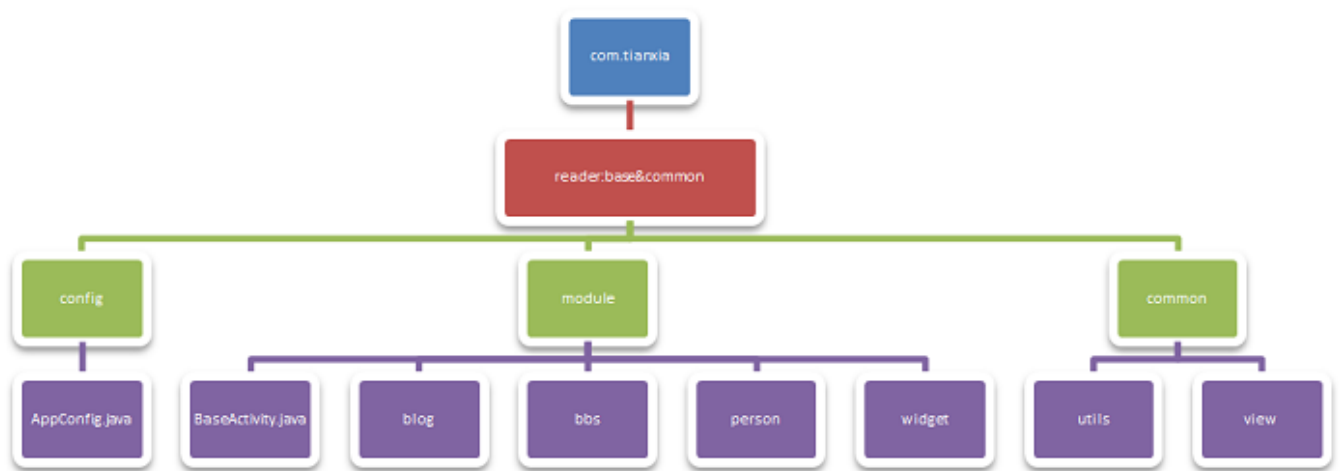 com.tianxia
reader:base&common
config
module
common
AppConfig.java
BaseActivity.java
blog
bbs
person
widget
utils
view